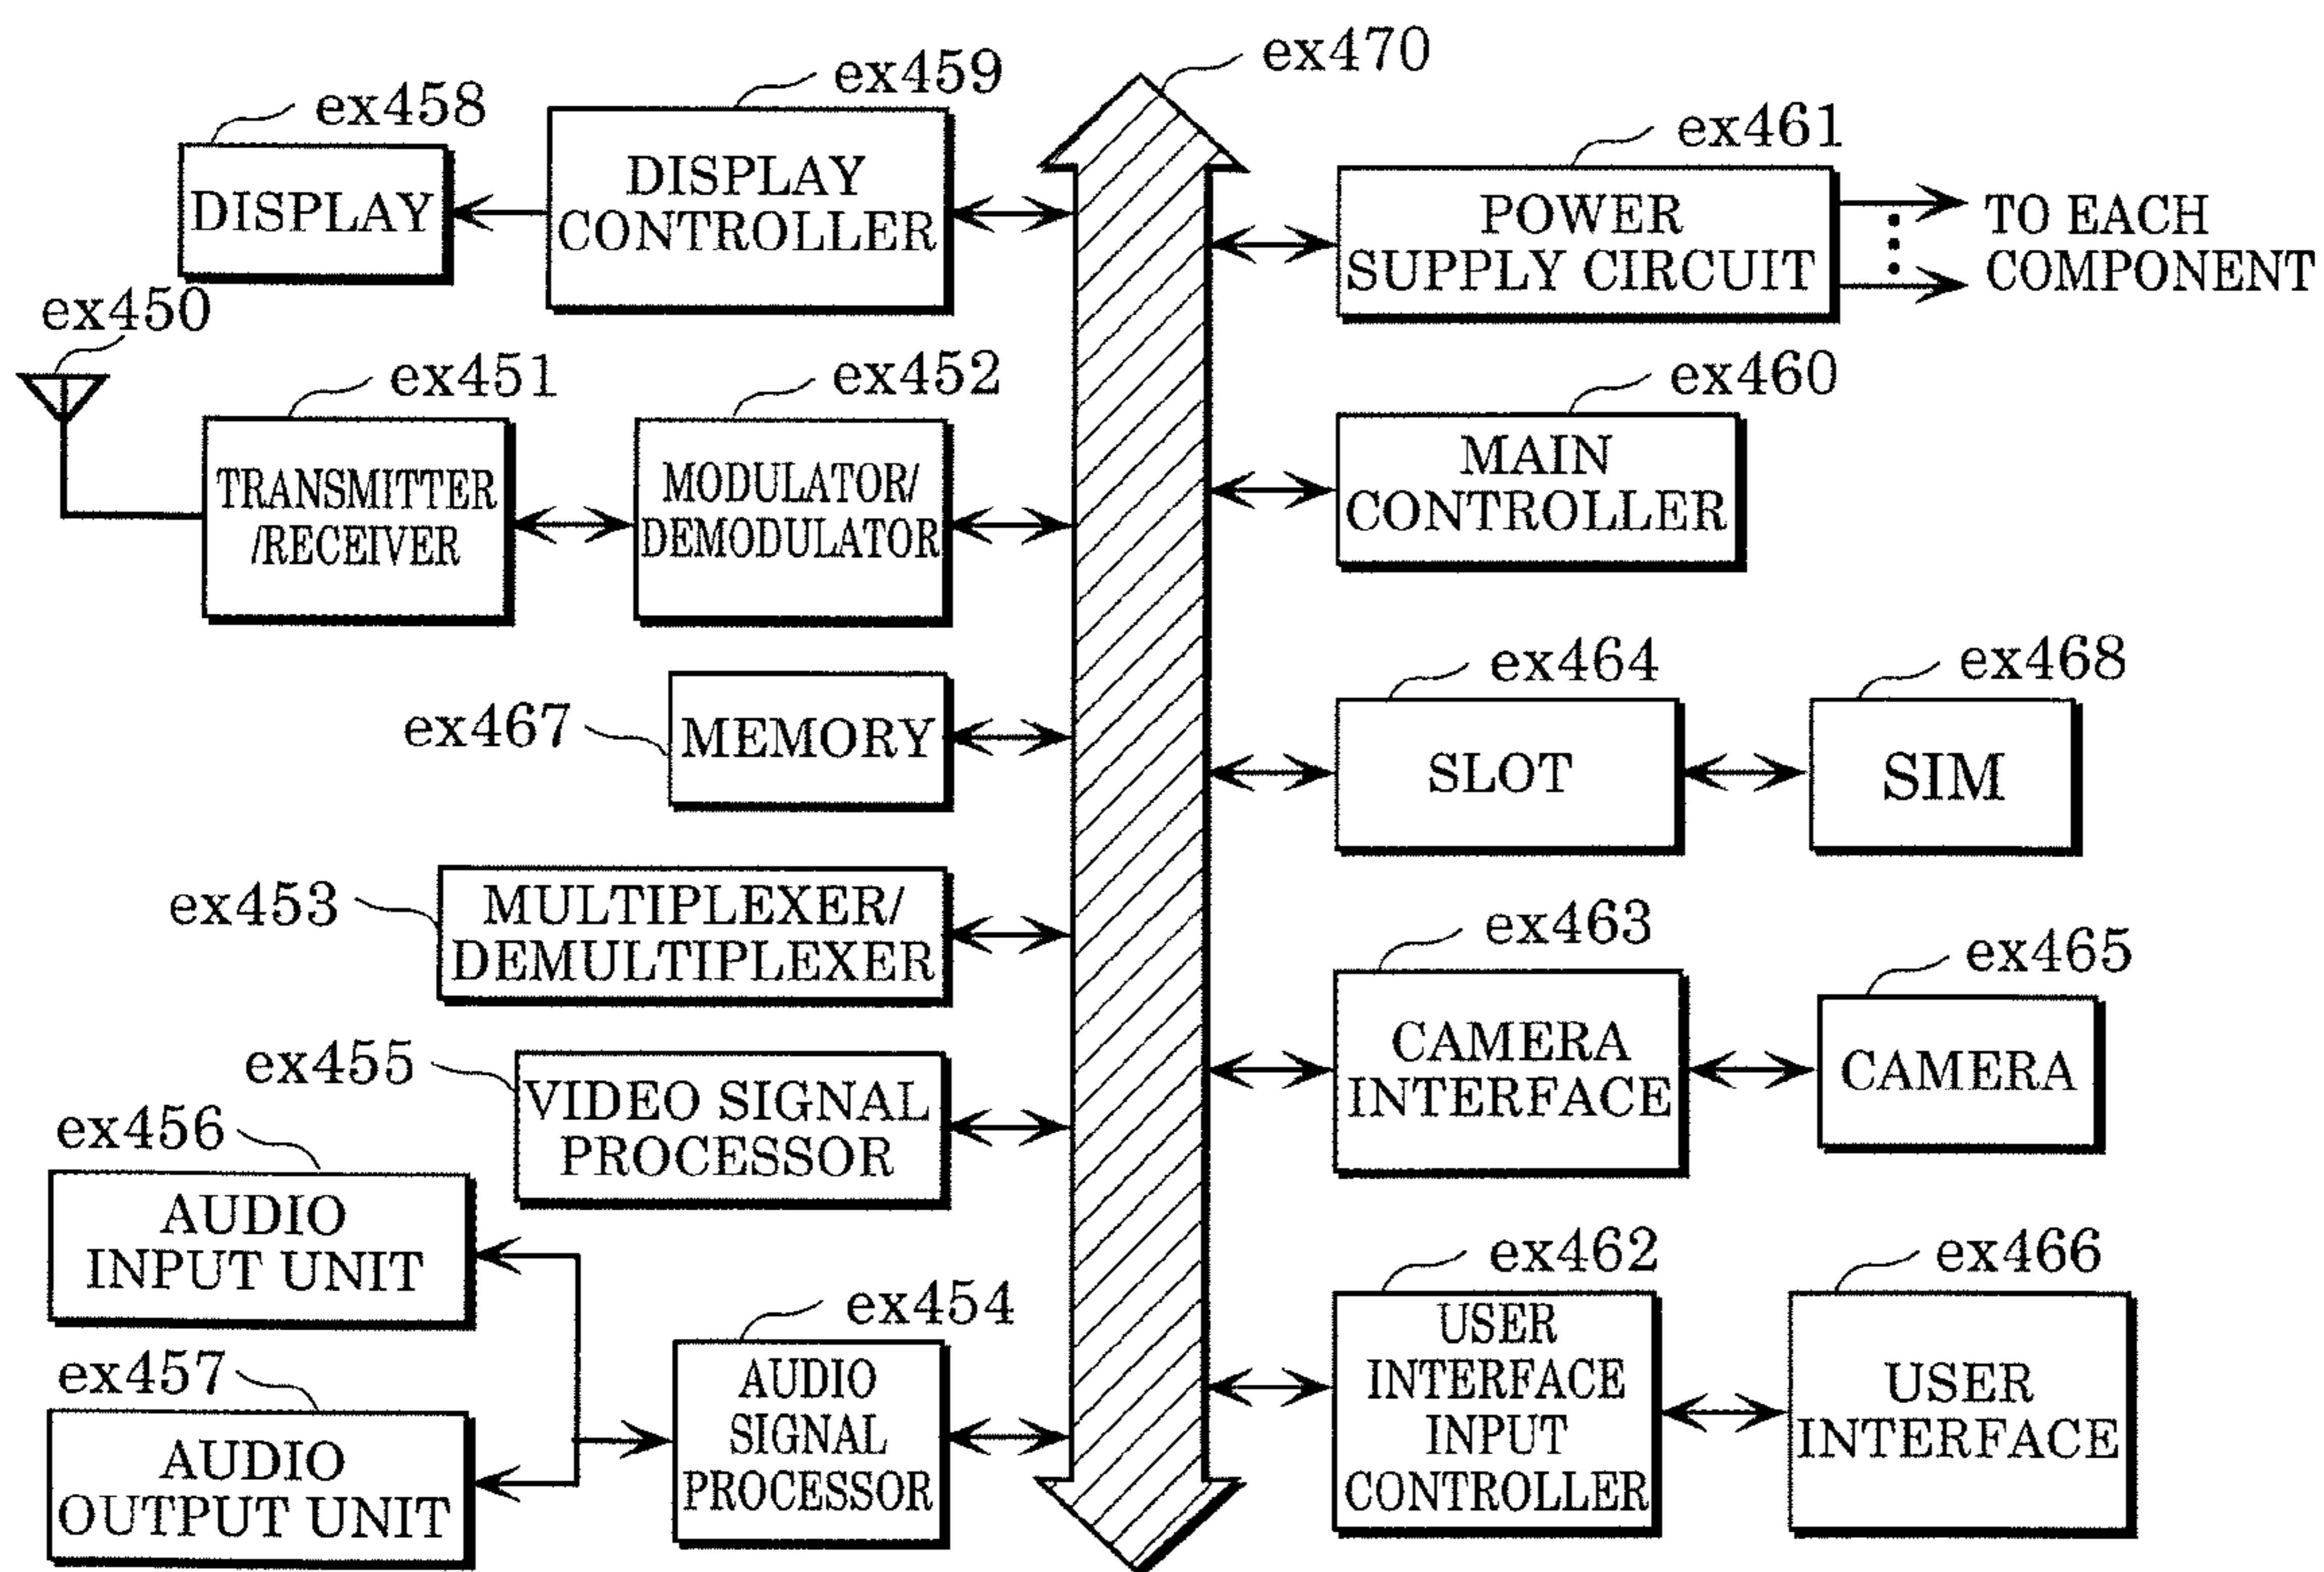 ex470
ex459
ex458
DISPLAY
DISPLAY
CONTROLLER
ex461
POWER
SUPPLY CIRCUIT
TO EACH
COMPONENT
ex450
ex451
TRANSMITTER
/RECEIVER
ex452
MODULATOR/
DEMODULATOR
ex460
MAIN
CONTROLLER
ex467
MEMORY
ex464
SLOT
ex468
SIM
ex453
MULTIPLEXER/
DEMULTIPLEXER
ex463
CAMERA
INTERFACE
ex465
CAMERA
ex455
VIDEO SIGNAL
PROCESSOR
ex456
AUDIO
INPUT UNIT
ex457
AUDIO
OUTPUT UNIT
ex454
AUDIO
SIGNAL
PROCESSOR
ex462
USER
INTERFACE
INPUT
CONTROLLER
ex466
USER
INTERFACE